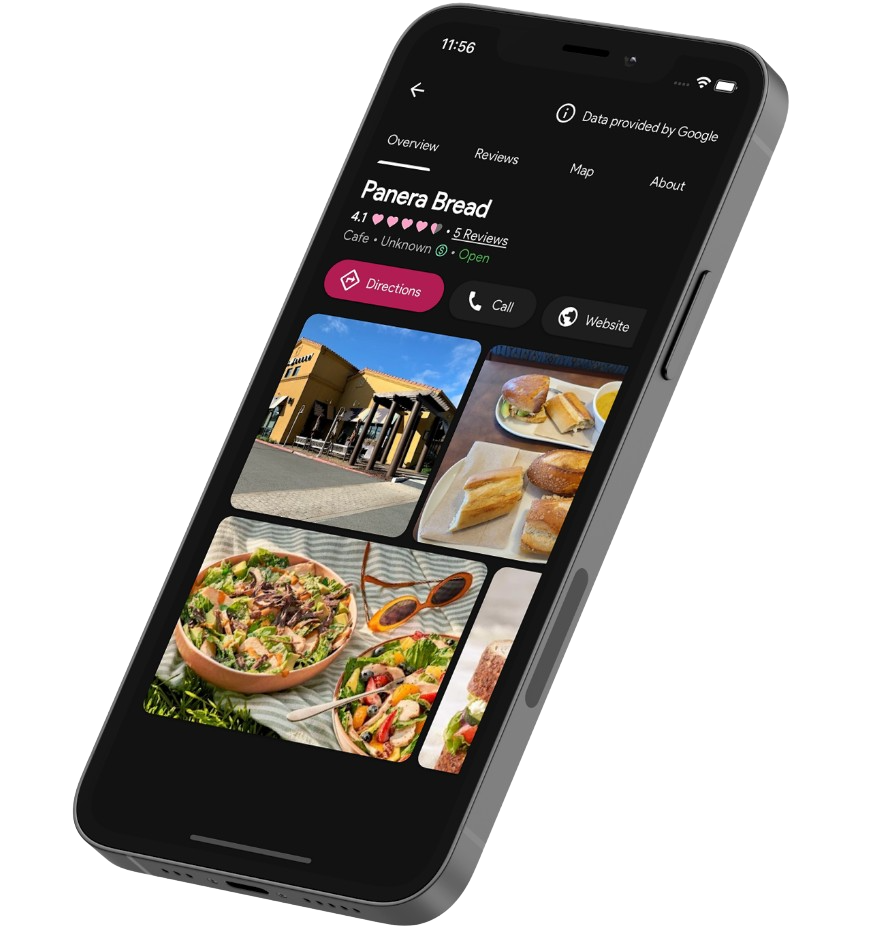 11:56
Data provided by Google
Overview Reviews Map About
Panera Bread
4.1 • 5 Reviews
Cafe • Unknown $ • Open
Directions Call Website